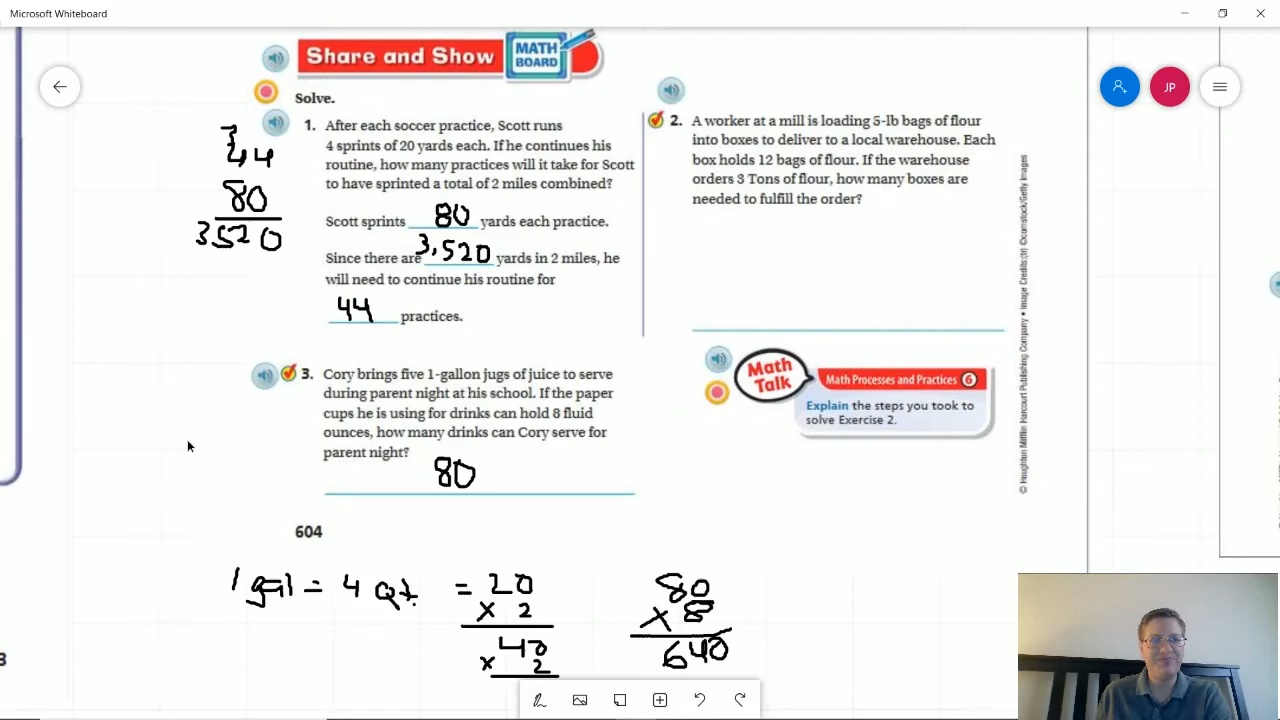 Microsoft Whiteboard
Share and Show
MATH
BOARD
JP
Solve.
1. After each soccer practice, Scott runs
4 sprints of 20 yards each. If he continues his
routine, how many practices will it take for Scott
to have sprinted a total of 2 miles combined?
Scott sprints 80 yards each practice.
Since there are 3,520 yards in 2 miles, he
will need to continue his routine for
44 practices.
44
80
3520
2. A worker at a mill is loading 5-lb bags of flour
into boxes to deliver to a local warehouse. Each
box holds 12 bags of flour. If the warehouse
orders 3 Tons of flour, how many boxes are
needed to fulfill the order?
Math
Talk
Math Processes and Practices 6
Explain the steps you took to
solve Exercise 2.
3. Cory brings five 1-gallon jugs of juice to serve
during parent night at his school. If the paper
cups he is using for drinks can hold 8 fluid
ounces, how many drinks can Cory serve for
parent night?
80
604
© Houghton Mifflin Harcourt Publishing Company • Image Credits: (tr) ©Comstock/Getty Images
1 gal = 4 Qt. = 20
x 2
40
x 2
80
x 8
640
3